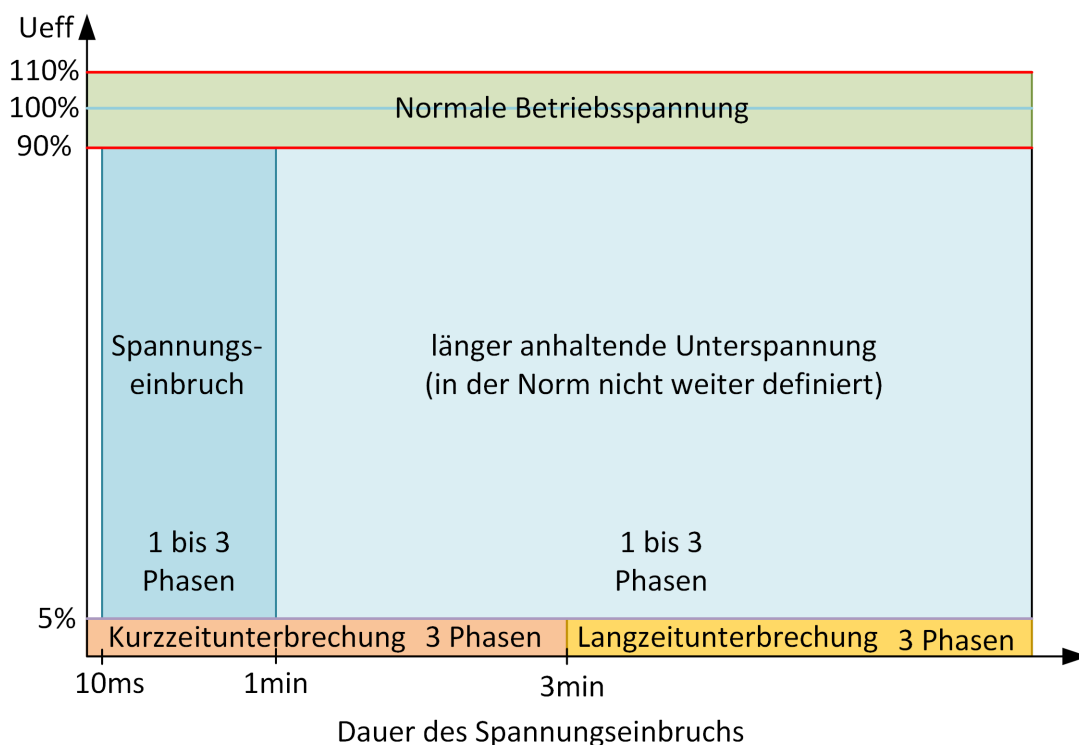 Ueff
110%
100%
90%
Normale Betriebsspannung
Spannungs-
einbruch
länger anhaltende Unterspannung
(in der Norm nicht weiter definiert)
1 bis 3
Phasen
1 bis 3
Phasen
5%
Kurzzeitunterbrechung 3 Phasen
Langzeitunterbrechung 3 Phasen
10ms
1min
3min
Dauer des Spannungseinbruchs